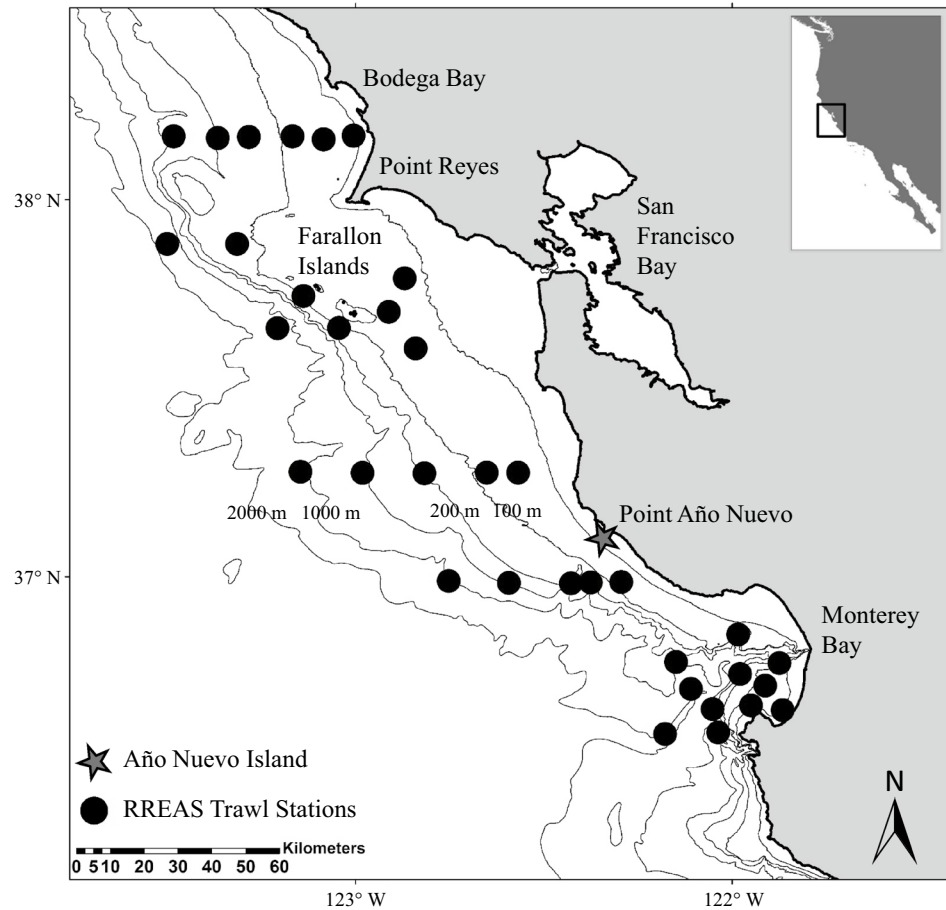 Bodega Bay
Point Reyes
38° N
San
Francisco
Bay
Farallon
Islands
2000 m
1000 m
200 m
100 m
Point Año Nuevo
37° N
Monterey
Bay
Año Nuevo Island
RREAS Trawl Stations
N
Kilometers
0 5 10 20 30 40 50 60
123° W
122° W